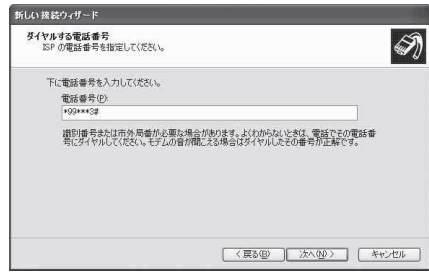 新しい接続ウィザード
ダイヤルする電話番号
ISP の電話番号を指定してください。
下に電話番号を入力してください。
電話番号(P):
*99***3#
識別番号または市外局番が必要な場合があります。よくわからないときは、電話でその電話番
号にダイヤルしてください。モデムの音が聞こえる場合はダイヤルしたその番号が正解です。
< 戻る(B)
次へ(N) >
キャンセル